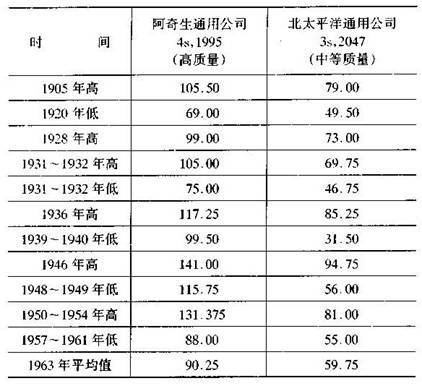 时 间 阿奇生通用公司 4s,1995 (高质量) 北太平洋通用公司 3s,2047 (中等质量)
1905 年高 105.50 79.00
1920 年低 69.00 49.50
1928 年高 99.00 73.00
1931~1932 年高 105.00 69.75
1931~1932 年低 75.00 46.75
1936 年高 117.25 85.25
1939~1940 年低 99.50 31.50
1946 年高 141.00 94.75
1948~1949 年低 115.75 56.00
1950~1954 年高 131.375 81.00
1957~1961 年低 88.00 55.00
1963 年平均值 90.25 59.75